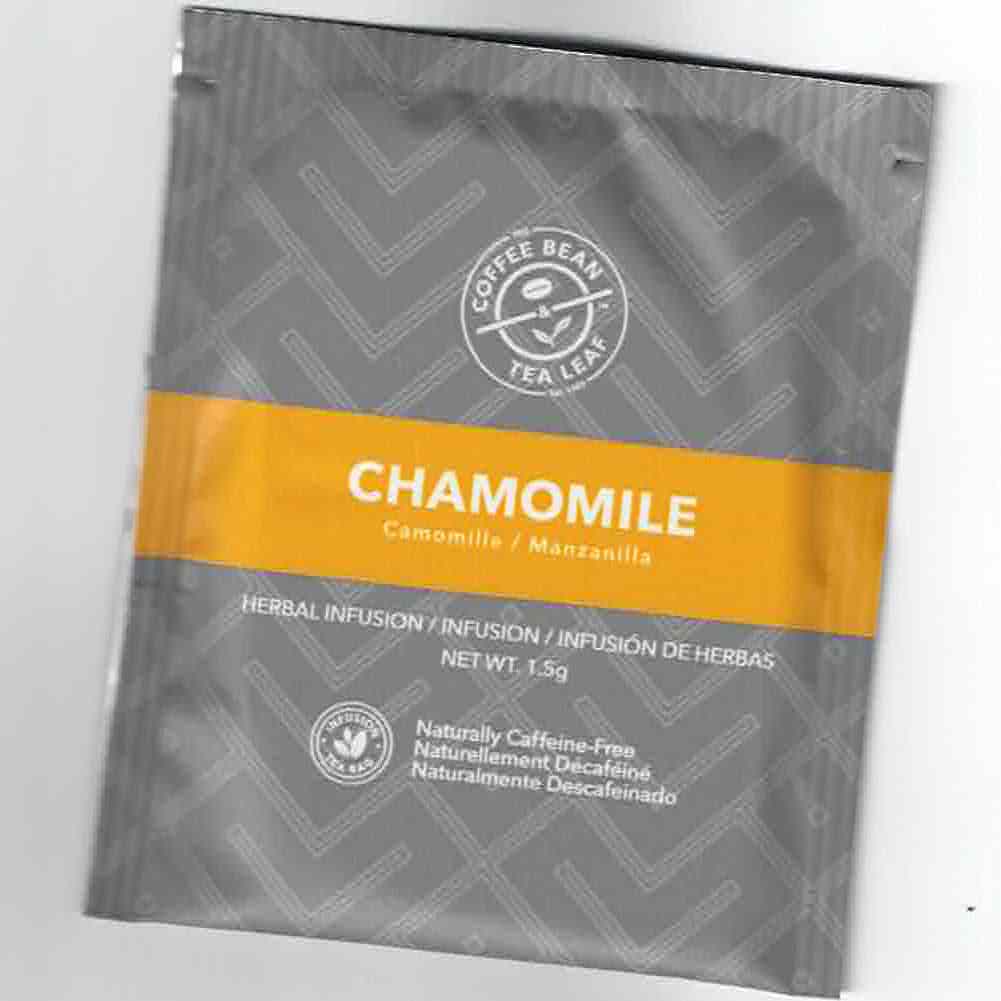 COFFEE BEAN
&
TEA LEAF
CHAMOMILE
Camomille / Manzanilla
HERBAL INFUSION / INFUSION / INFUSIÓN DE HERBAS
NET WT. 1.5g
INFUSION
TEA BAG
Naturally Caffeine-Free
Naturellement Décaféiné
Naturalmente Descafeinado